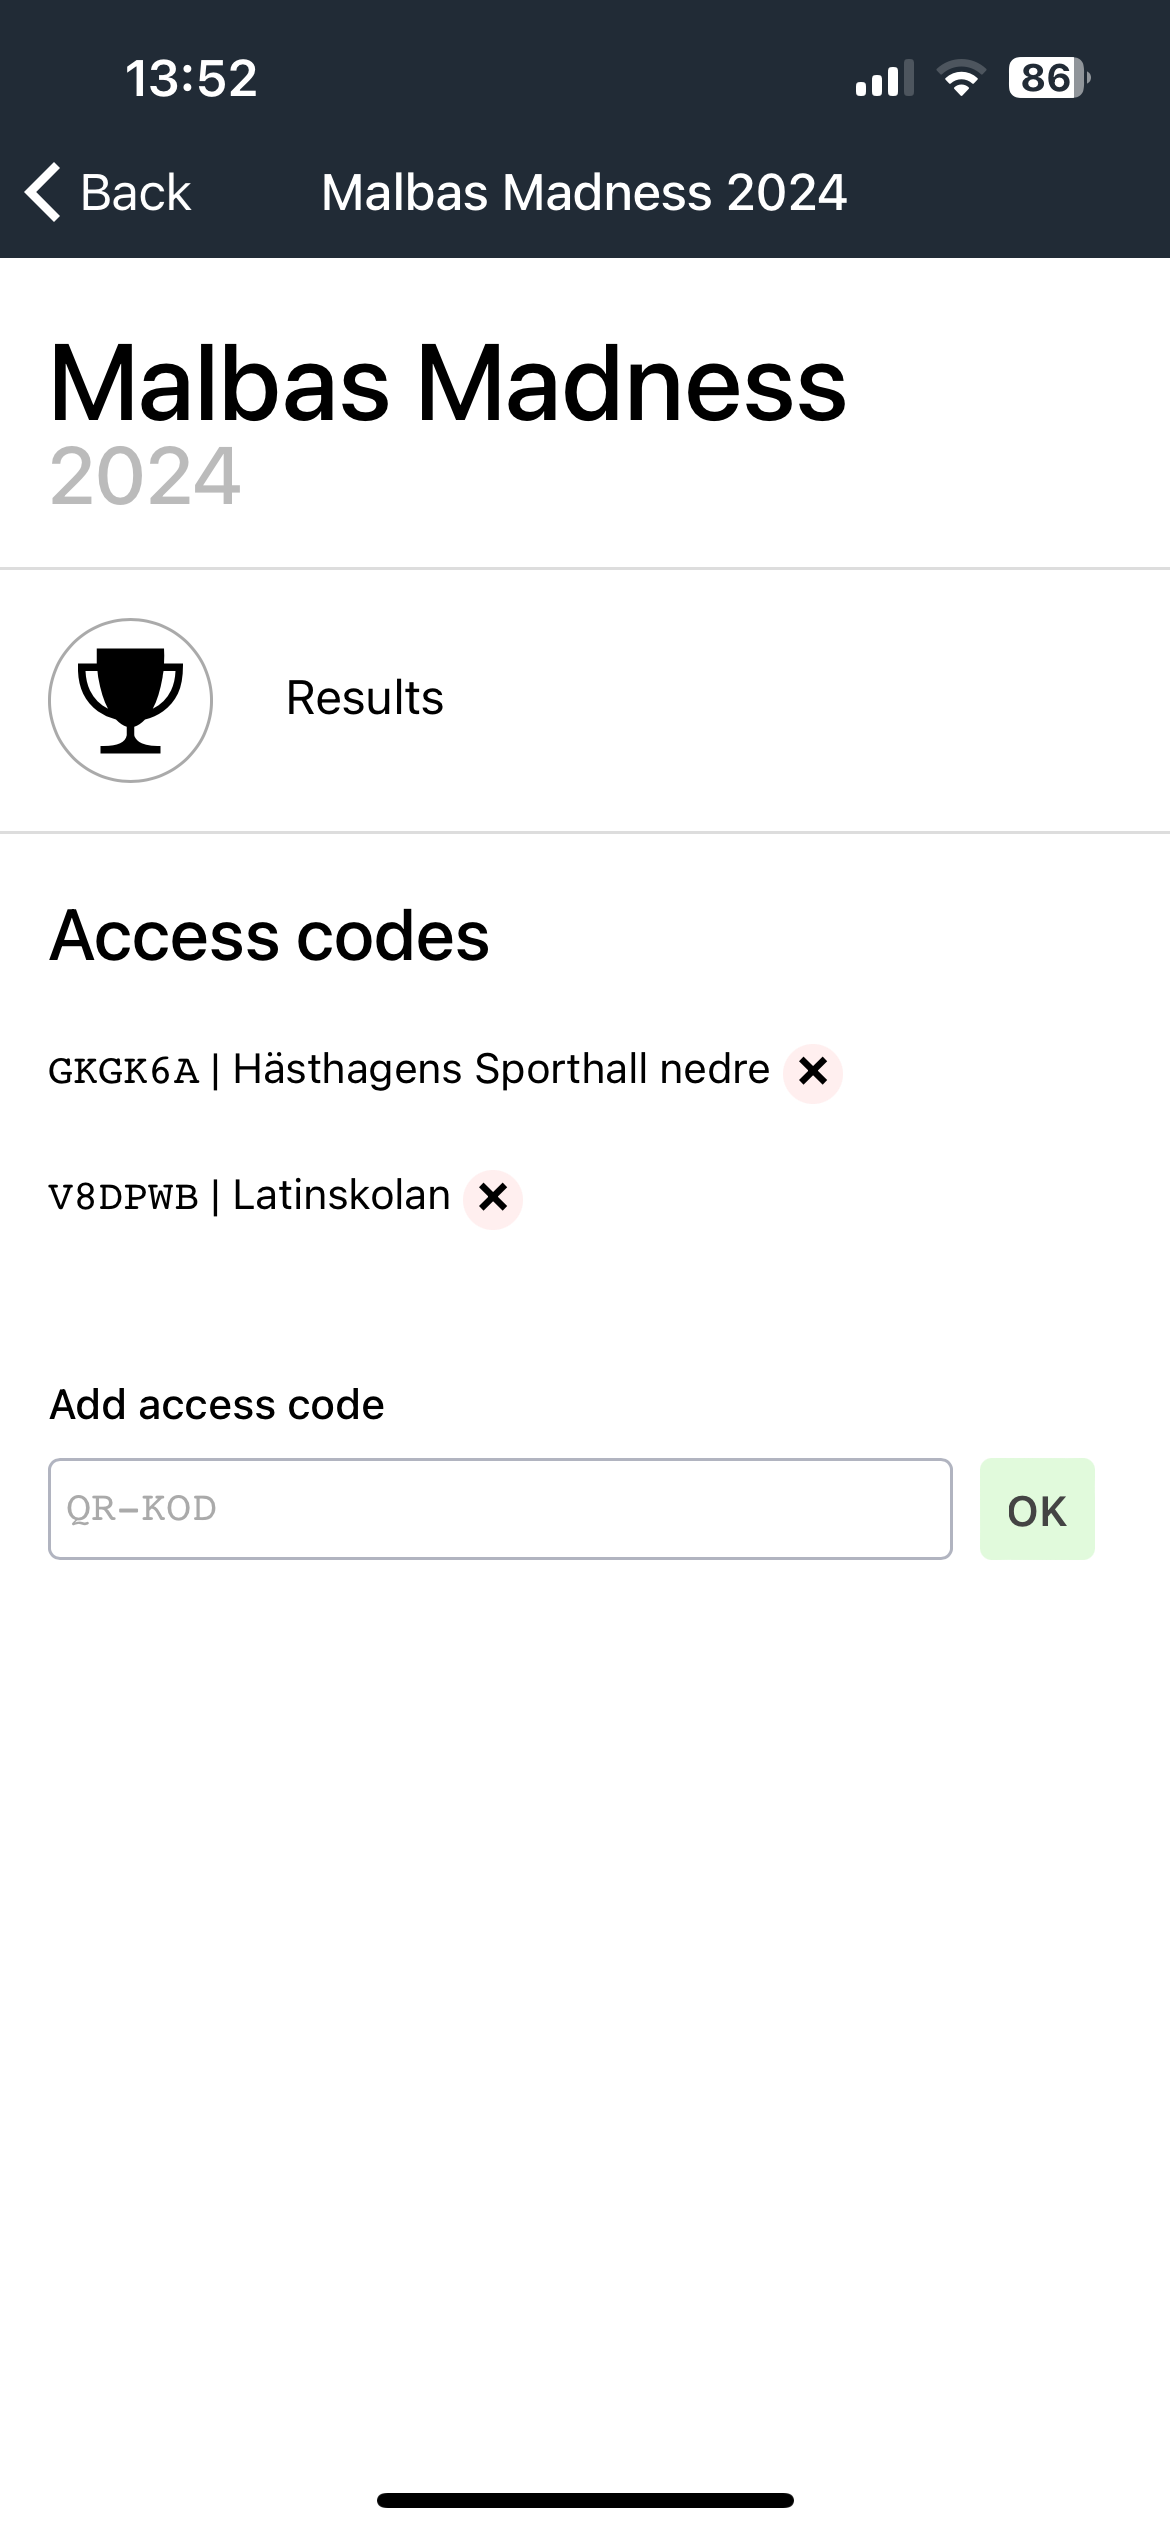 13:52
86
Back
Malbas Madness 2024
Malbas Madness
2024
Results
Access codes
GKGK6A | Hästhagens Sporthall nedre
V8DPWB | Latinskolan
Add access code
QR-KOD
OK